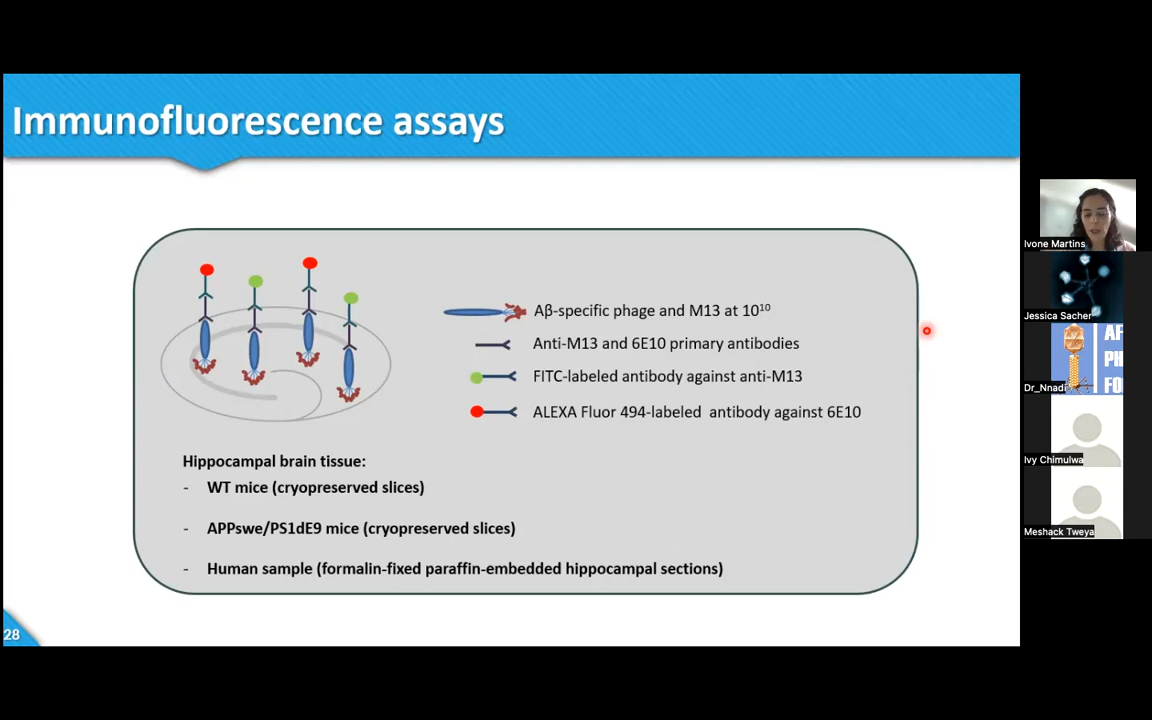 Immunofluorescence assays
Aβ-specific phage and M13 at 10¹⁰
Anti-M13 and 6E10 primary antibodies
FITC-labeled antibody against anti-M13
ALEXA Fluor 494-labeled antibody against 6E10
Hippocampal brain tissue:
- WT mice (cryopreserved slices)
- APPswe/PS1dE9 mice (cryopreserved slices)
- Human sample (formalin-fixed paraffin-embedded hippocampal sections)
28
Ivone Martins
Jessica Sacher
AF
PH
FO
Dr_Nnadi
Ivy Chimulwa
Meshack Tweya